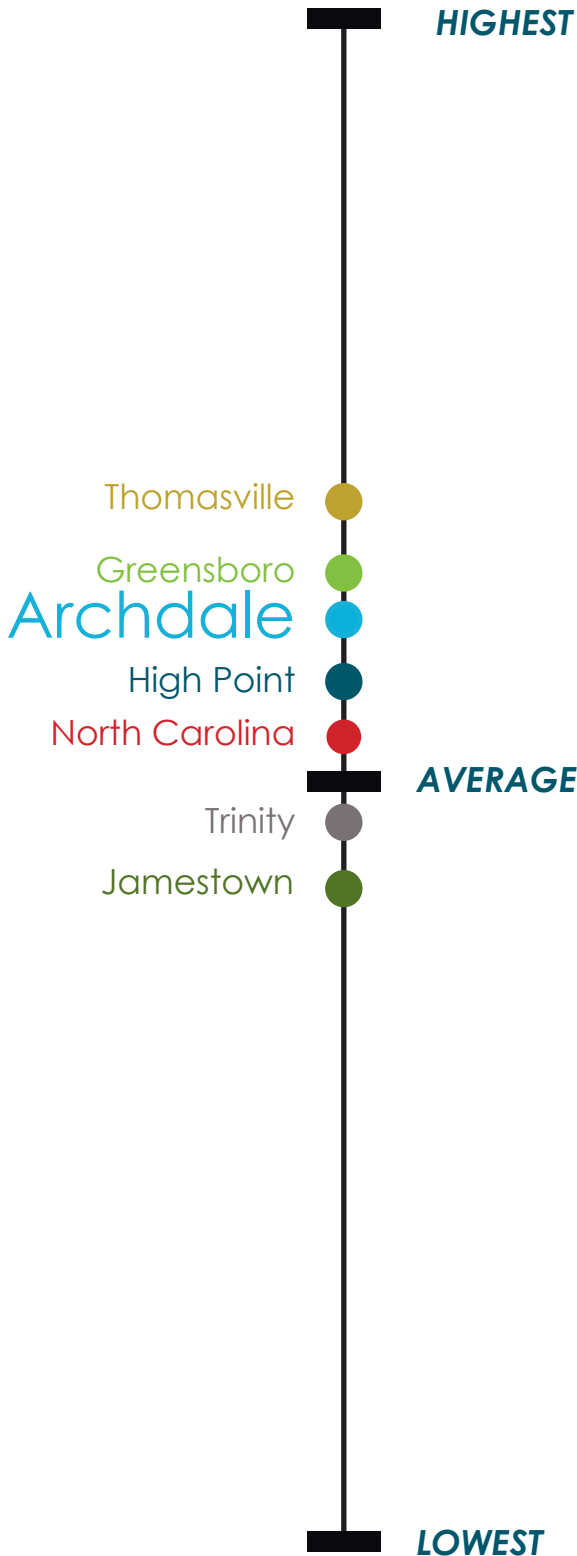 HIGHEST
Thomasville
Greensboro
Archdale
High Point
North Carolina
AVERAGE
Trinity
Jamestown
LOWEST